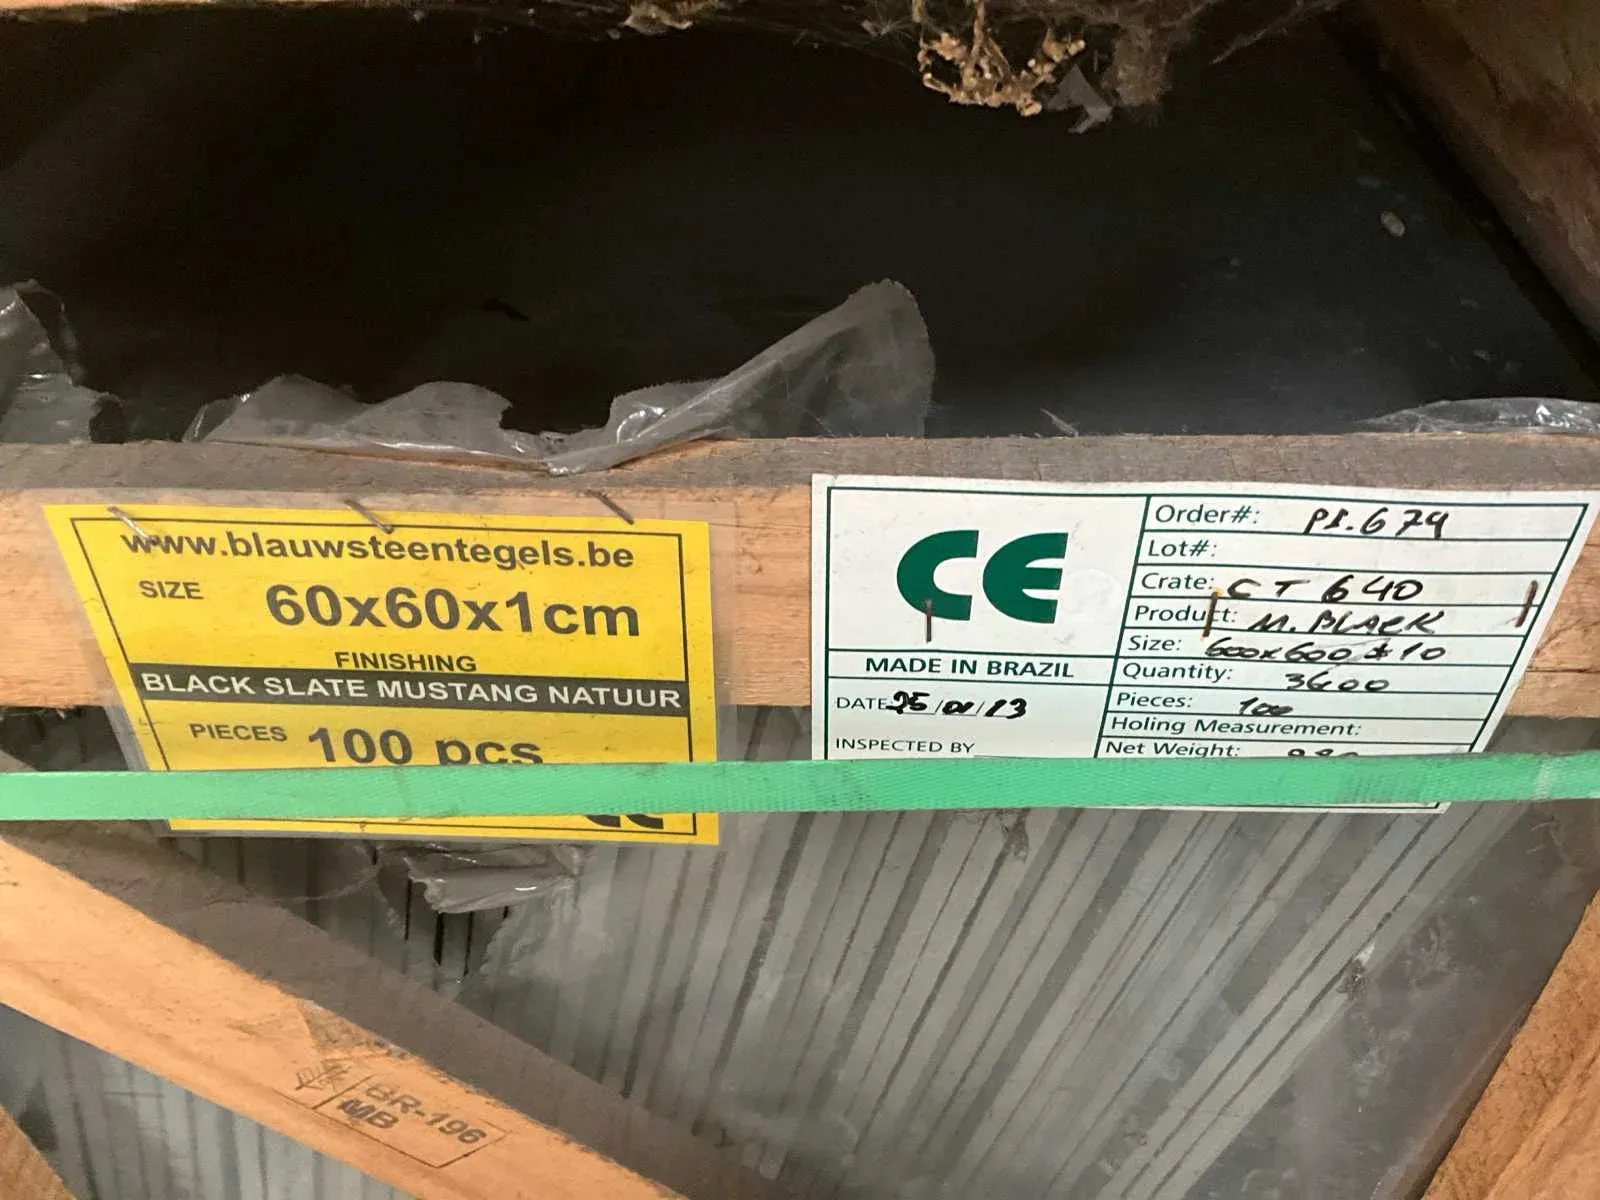 www.blauwsteentegels.be
SIZE 60x60x1cm
FINISHING
BLACK SLATE MUSTANG NATUUR
PIECES 100 pcs
CE
MADE IN BRAZIL
DATE 25/01/13
INSPECTED BY
Order#: PI.679
Lot#:
Crate: CT 640
Product: M. BLACK
Size: 600x600x10
Quantity: 3600
Pieces: 100
Holing Measurement:
Net Weight:
BR-196
MB